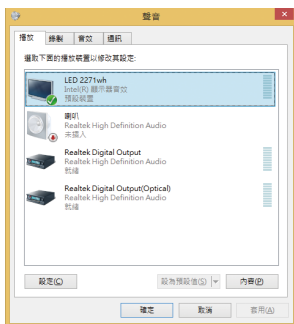 聲音
播放 錄製 音效 通訊
選取下面的播放裝置以修改其設定:
LED 2271wh
Intel(R) 顯示器音效
預設裝置
喇叭
Realtek High Definition Audio
未插入
Realtek Digital Output
Realtek High Definition Audio
就緒
Realtek Digital Output(Optical)
Realtek High Definition Audio
就緒
設定(C) 設為預設值(S) 內容(P)
確定 取消 套用(A)